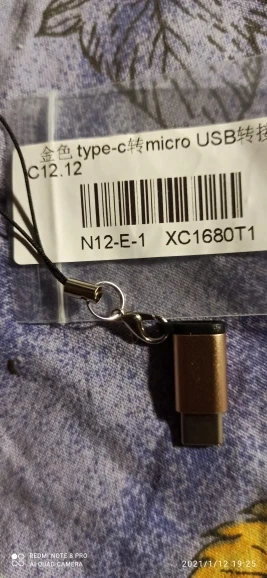 金色 type-c转micro USB转接
C12.12
N12-E-1 XC1680T1
REDMI NOTE 8 PRO
AI QUAD CAMERA
2021/1/12 19:25